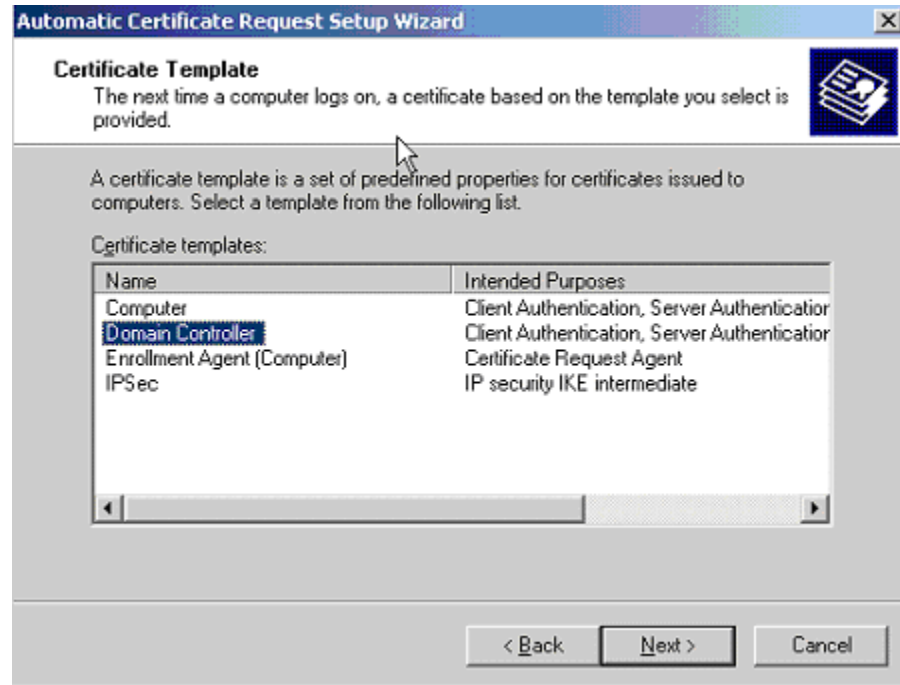 Automatic Certificate Request Setup Wizard
Certificate Template
The next time a computer logs on, a certificate based on the template you select is
provided.
A certificate template is a set of predefined properties for certificates issued to
computers. Select a template from the following list.
Certificate templates:
Name Intended Purposes
Computer Client Authentication, Server Authentication
Domain Controller Client Authentication, Server Authentication
Enrollment Agent (Computer) Certificate Request Agent
IPSec IP security IKE intermediate
< Back Next > Cancel